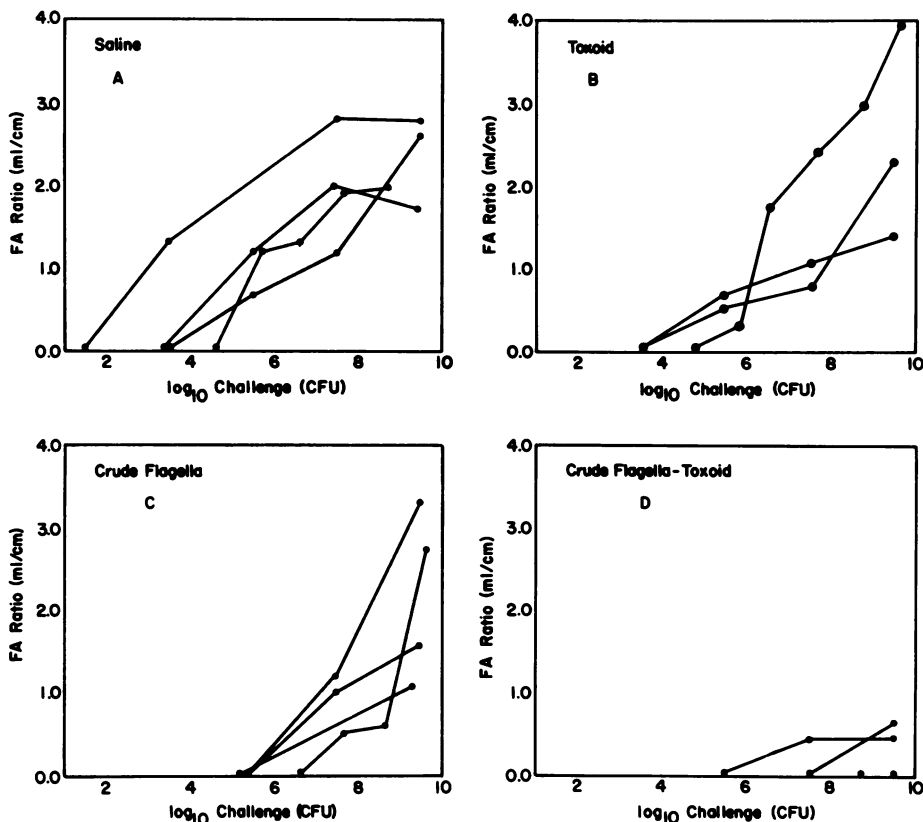 4.0
Saline
A
3.0
2.0
1.0
0.0
FA Ratio (ml/cm)
2 4 6 8 10
log10 Challenge (CFU)
4.0
Toxoid
B
3.0
2.0
1.0
0.0
FA Ratio (ml/cm)
2 4 6 8 10
log10 Challenge (CFU)
4.0
Crude Flagella
C
3.0
2.0
1.0
0.0
FA Ratio (ml/cm)
2 4 6 8 10
log10 Challenge (CFU)
4.0
Crude Flagella-Toxoid
D
3.0
2.0
1.0
0.0
FA Ratio (ml/cm)
2 4 6 8 10
log10 Challenge (CFU)